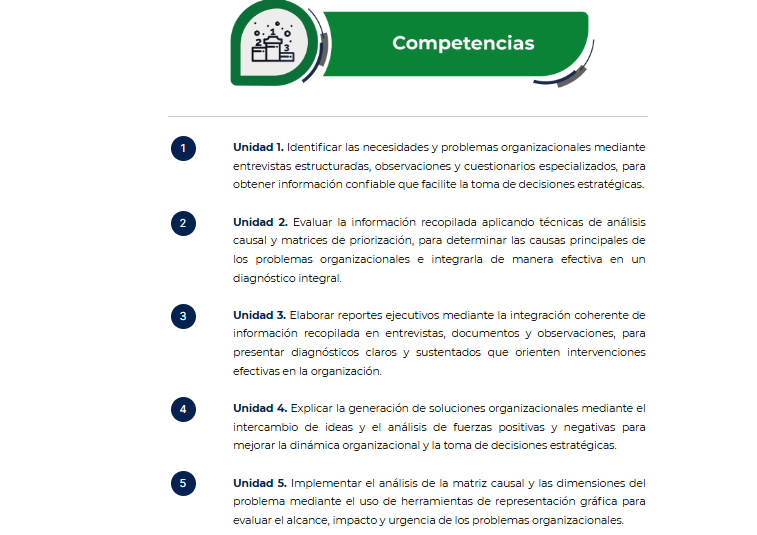 Competencias
1
2
3
1
Unidad 1. Identificar las necesidades y problemas organizacionales mediante
entrevistas estructuradas, observaciones y cuestionarios especializados, para
obtener información confiable que facilite la toma de decisiones estratégicas.
2
Unidad 2. Evaluar la información recopilada aplicando técnicas de análisis
causal y matrices de priorización, para determinar las causas principales de
los problemas organizacionales e integrarla de manera efectiva en un
diagnóstico integral.
3
Unidad 3. Elaborar reportes ejecutivos mediante la integración coherente de
información recopilada en entrevistas, documentos y observaciones, para
presentar diagnósticos claros y sustentados que orienten intervenciones
efectivas en la organización.
4
Unidad 4. Explicar la generación de soluciones organizacionales mediante el
intercambio de ideas y el análisis de fuerzas positivas y negativas para
mejorar la dinámica organizacional y la toma de decisiones estratégicas.
5
Unidad 5. Implementar el análisis de la matriz causal y las dimensiones del
problema mediante el uso de herramientas de representación gráfica para
evaluar el alcance, impacto y urgencia de los problemas organizacionales.